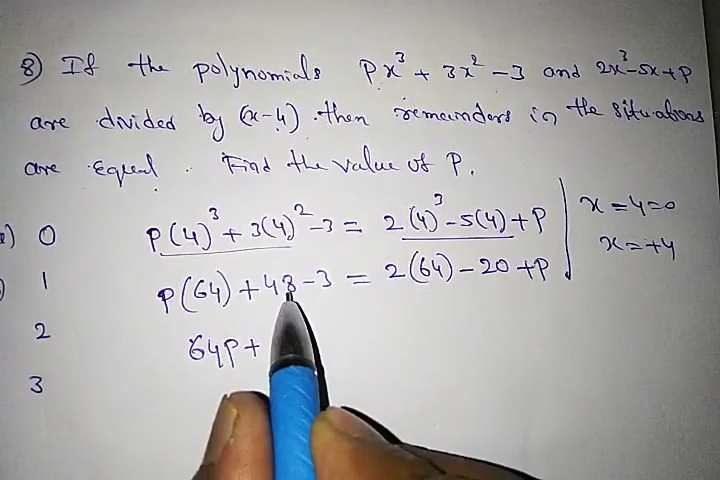 8) If the polynomials Px³ + 3x² - 3 and 2x³-5x+P
are divided by (x-4) then remainders in the situations
are equal. Find the value of P.
0 P(4)³ + 3(4)² -3 = 2(4)³ -5(4) +P x = 4=0
1 P(64) +48-3 = 2(64) - 20 +P x = +4
2 64P +
3